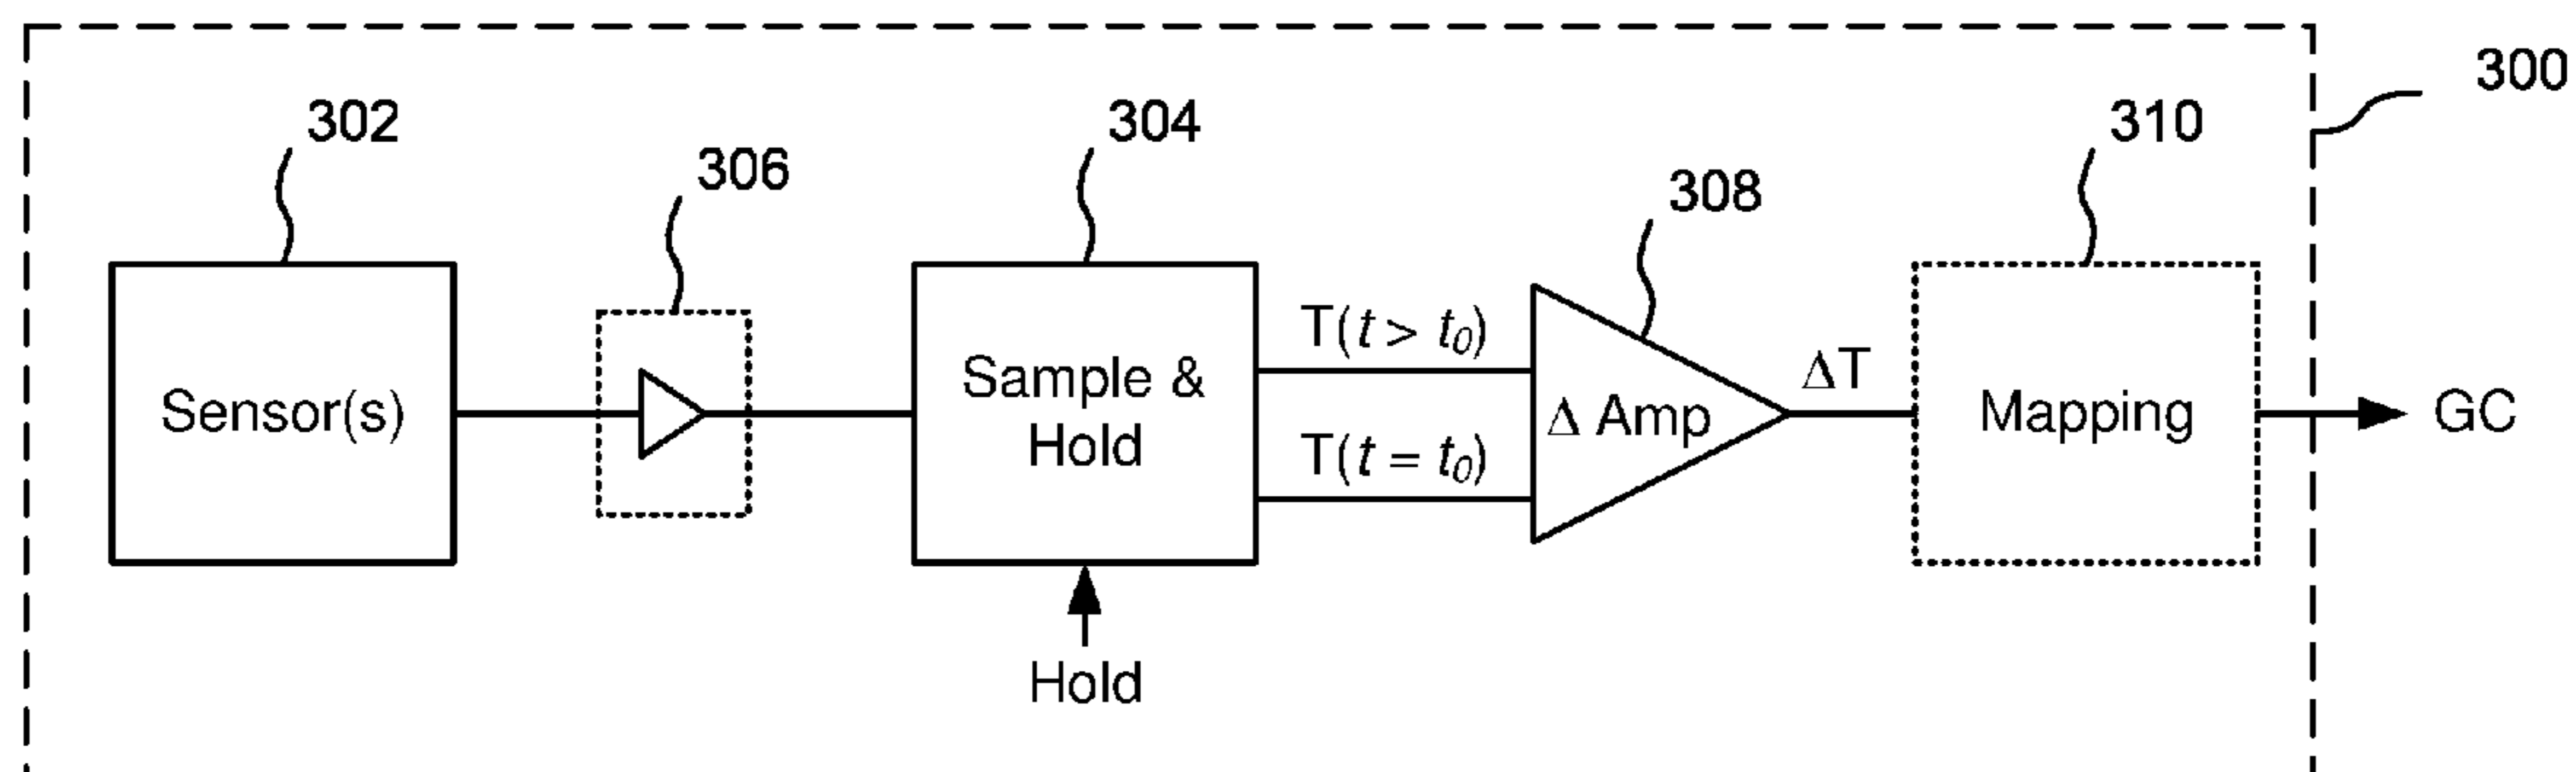 300
302
304
310
306
308
Sensor(s)
Sample &
Hold
T(t > t0)
T(t = t0)
Δ Amp
ΔT
Mapping
GC
Hold